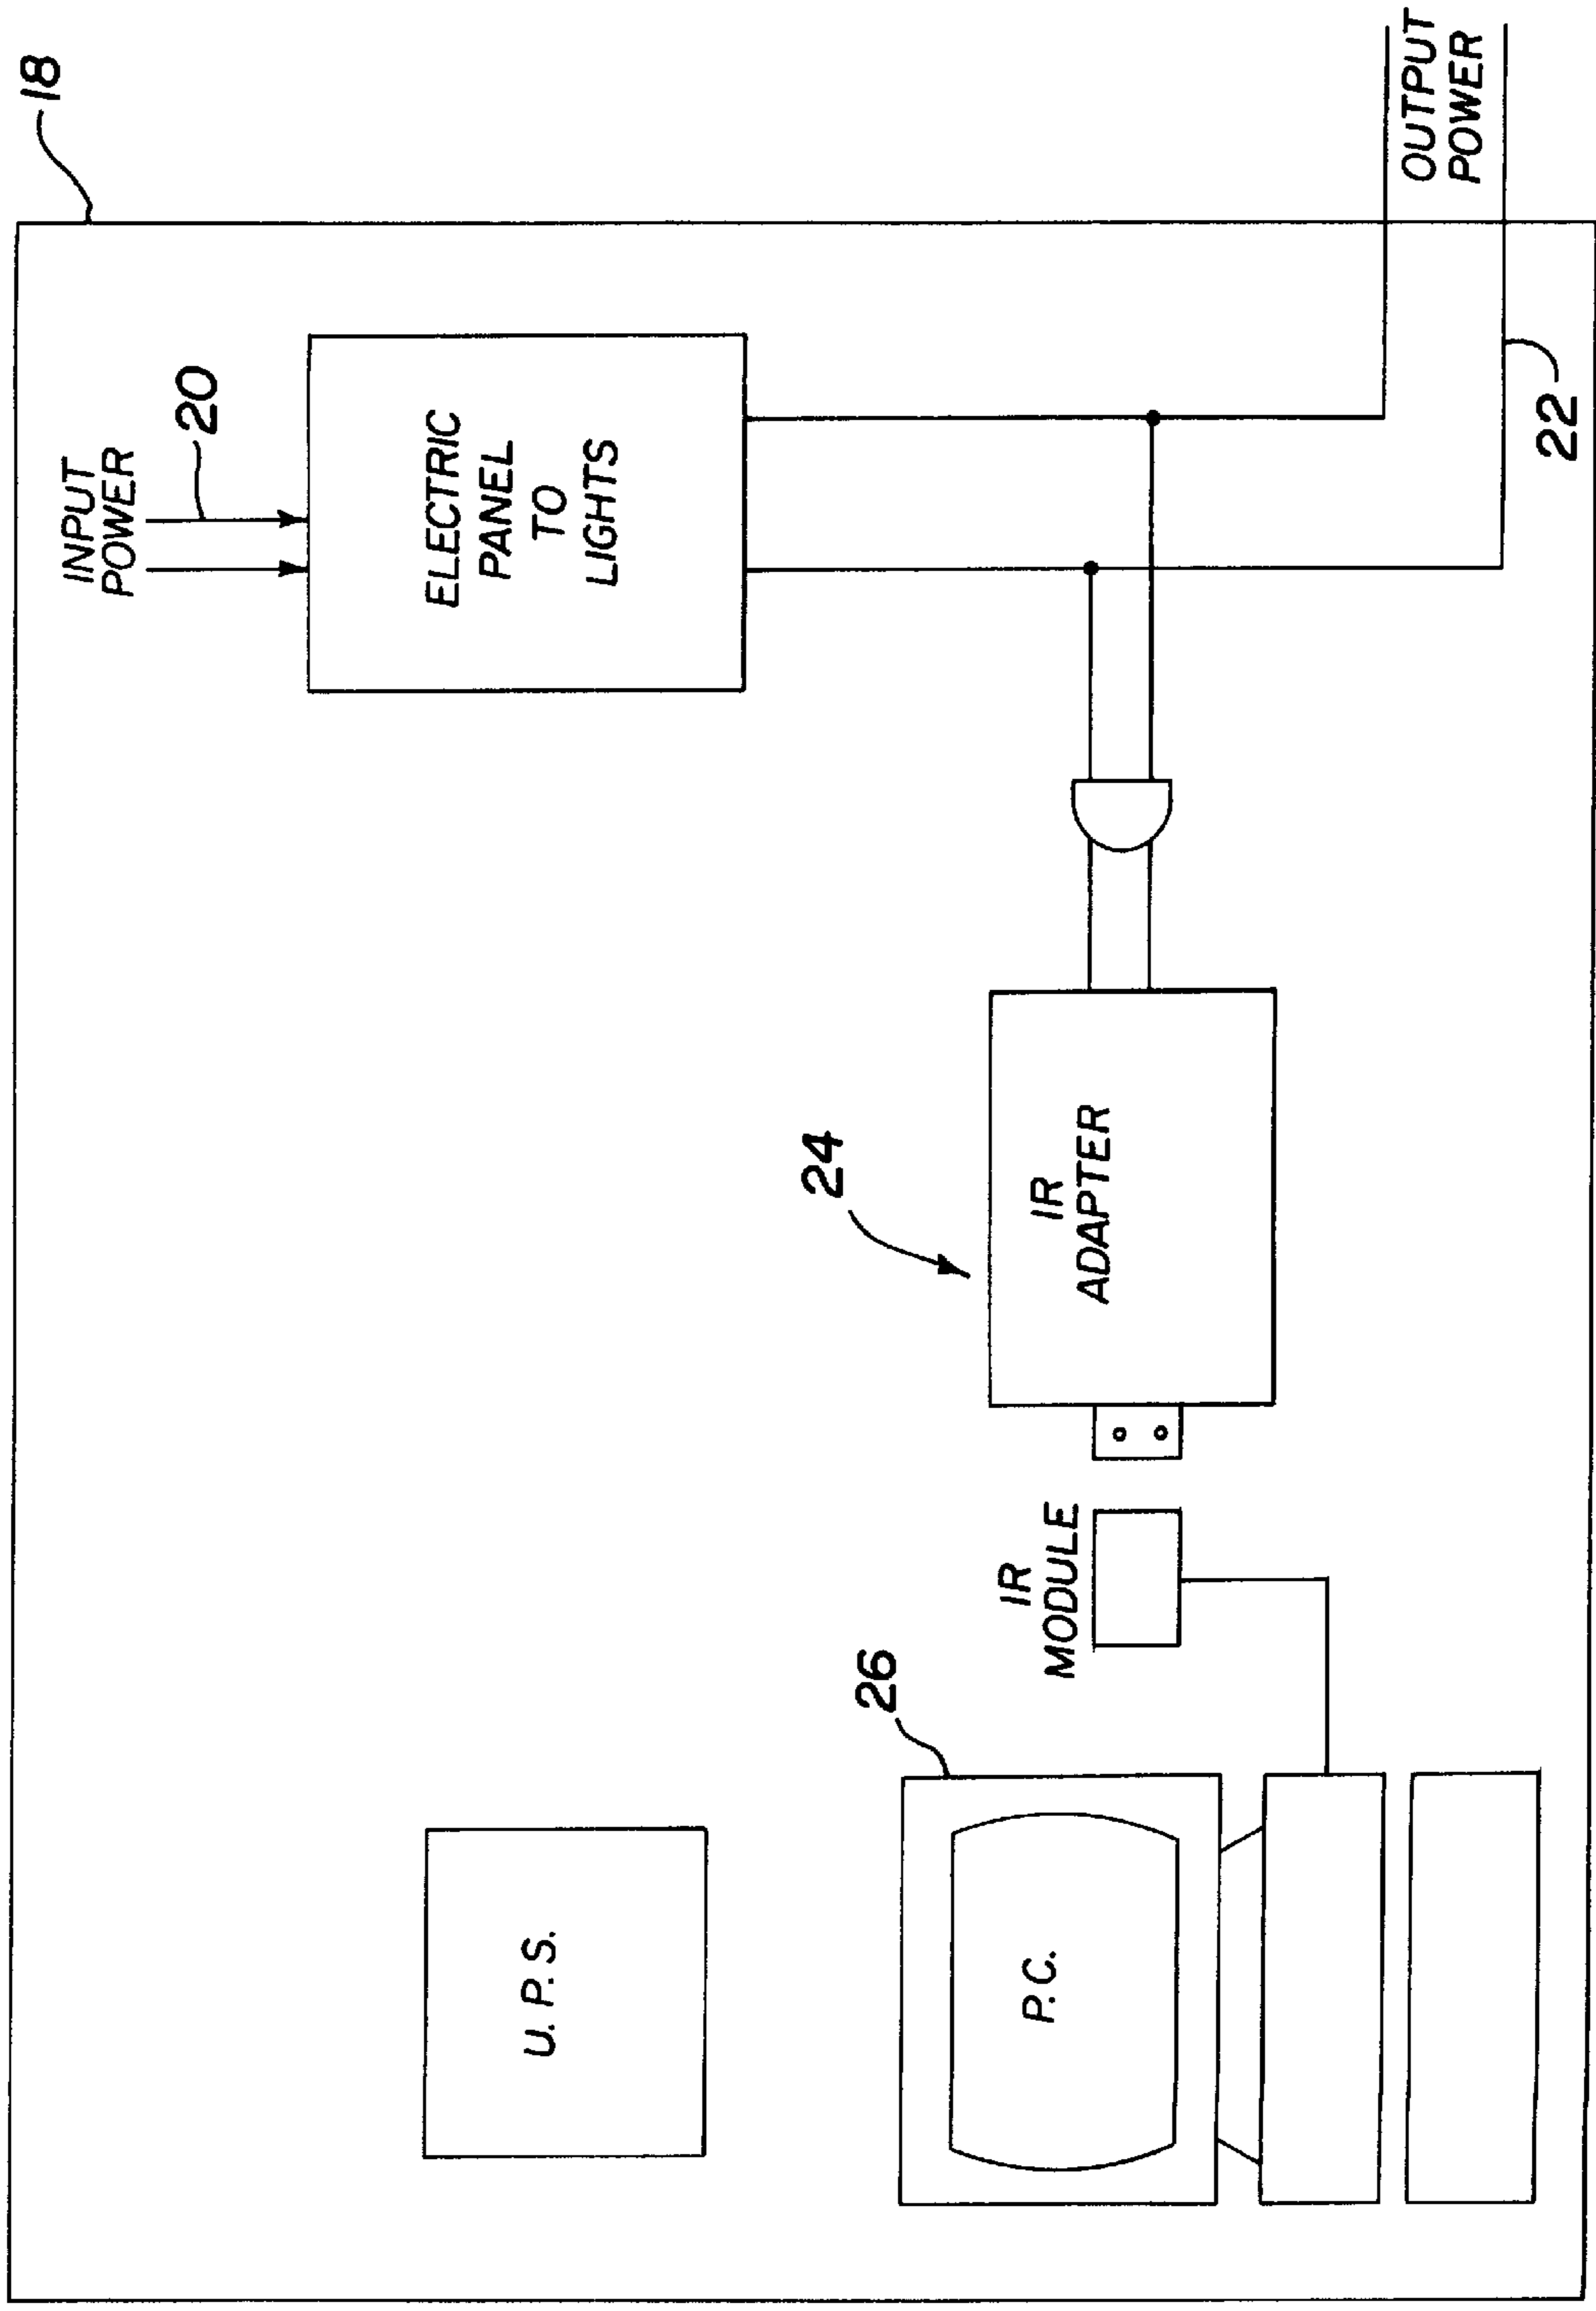 18
INPUT
POWER
20
ELECTRIC
PANEL
TO
LIGHTS
OUTPUT
POWER
22
24
IR
ADAPTER
IR
MODULE
26
U. P. S.
P.C.